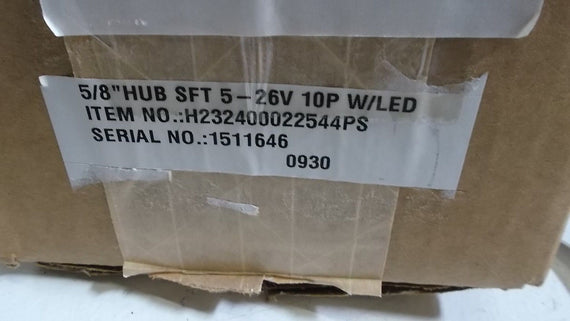 5/8"HUB SFT 5-26V 10P W/LED
ITEM NO.:H232400022544PS
SERIAL NO.:1511646
0930